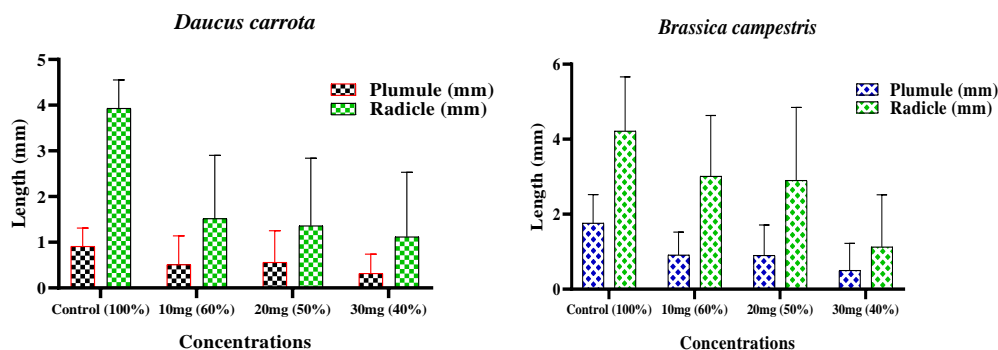 Daucus carrota
Length (mm)
5
4
3
2
1
0
Plumule (mm)
Radicle (mm)
Control (100%) 10mg (60%) 20mg (50%) 30mg (40%)
Concentrations
Brassica campestris
Length (mm)
6
4
2
0
Plumule (mm)
Radicle (mm)
Control (100%) 10mg (60%) 20mg (50%) 30mg (40%)
Concentrations